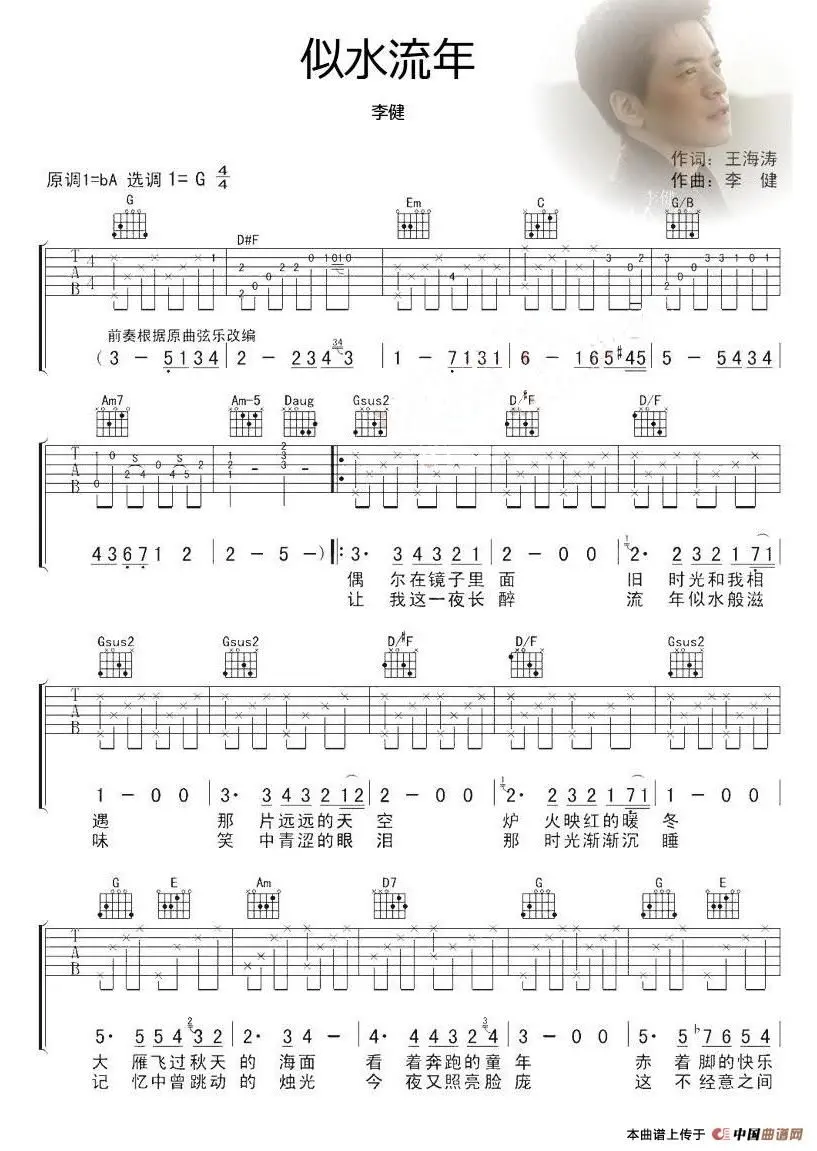 似水流年
李健
作词：王海涛
作曲：李 健
原调1=bA 选调 1= G 4/4
G Em C G/B
D#F
T A B 4 4
前奏根据原曲弦乐改编
( 3 － 5 1 3 4 | 2 － 2 3 4 3 | 1 － 7 1 3 1 | 6 － 1 6 5 #4 5 | 5 － 5 4 3 4
Am7 Am-5 Daug Gsus2 D/#F D/F
T A B
4 3 6 7 1 2 | 2 － 5 － ) |: 3· 3 4 3 2 1 | 2 － 0 0 | 2· 2 3 2 1 7 1
偶 尔在镜子里 面 旧 时光和我相
让 我这一夜长 醉 流 年似水般滋
Gsus2 Gsus2 D/#F D/F Gsus2
T A B
1 － 0 0 | 3· 3 4 3 2 1 2 | 2 － 0 0 | 2· 2 3 2 1 7 1 | 1 － 0 0
遇 那 片远远的天 空 炉 火映红的暖 冬
味 笑 中青涩的眼 泪 那 时光渐渐沉 睡
G E Am D7 G G E
T A B
5· 5 5 4 3 2 | 2· 3 4 － | 4· 4 3 4 3 2 4 | 3 － 0 0 | 5· 5 b7 6 5 4
大 雁飞过秋天 的 海面 看 着奔跑的童 年 赤 着脚的快乐
记 忆中曾跳动 的 烛光 今 夜又照亮脸 庞 这 不经意之间
本曲谱上传于 中国曲谱网